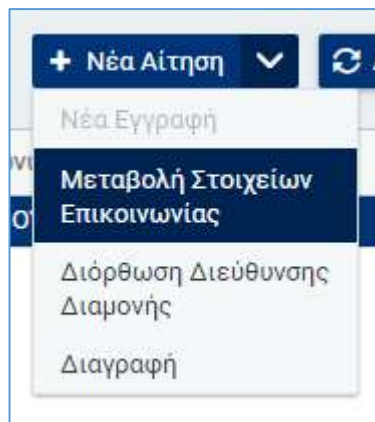 + Νέα Αίτηση
Νέα Εγγραφή
Μεταβολή Στοιχείων
Επικοινωνίας
Διόρθωση Διεύθυνσης
Διαμονής
Διαγραφή